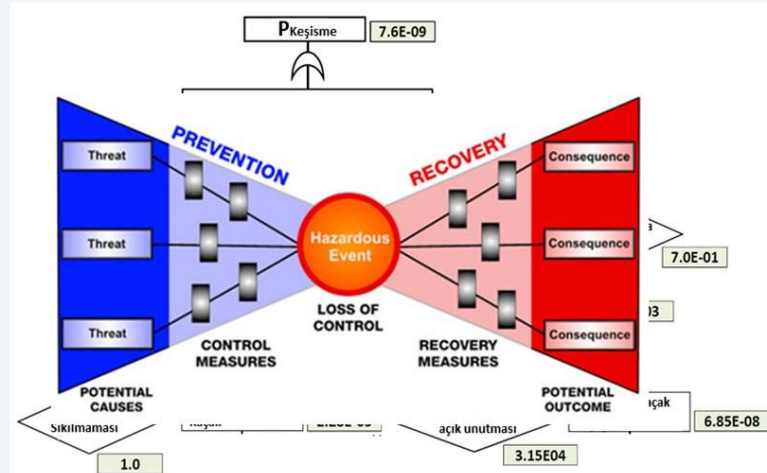 PKeşişme
7.6E-09
PREVENTION
RECOVERY
Threat
Consequence
Threat
Hazardous
Event
Consequence
7.0E-01
LOSS OF
CONTROL
Threat
Consequence
CONTROL
MEASURES
RECOVERY
MEASURES
POTENTIAL
CAUSES
POTENTIAL
OUTCOME
Sıkılmaması
açık unutması
6.85E-08
1.0
3.15E04